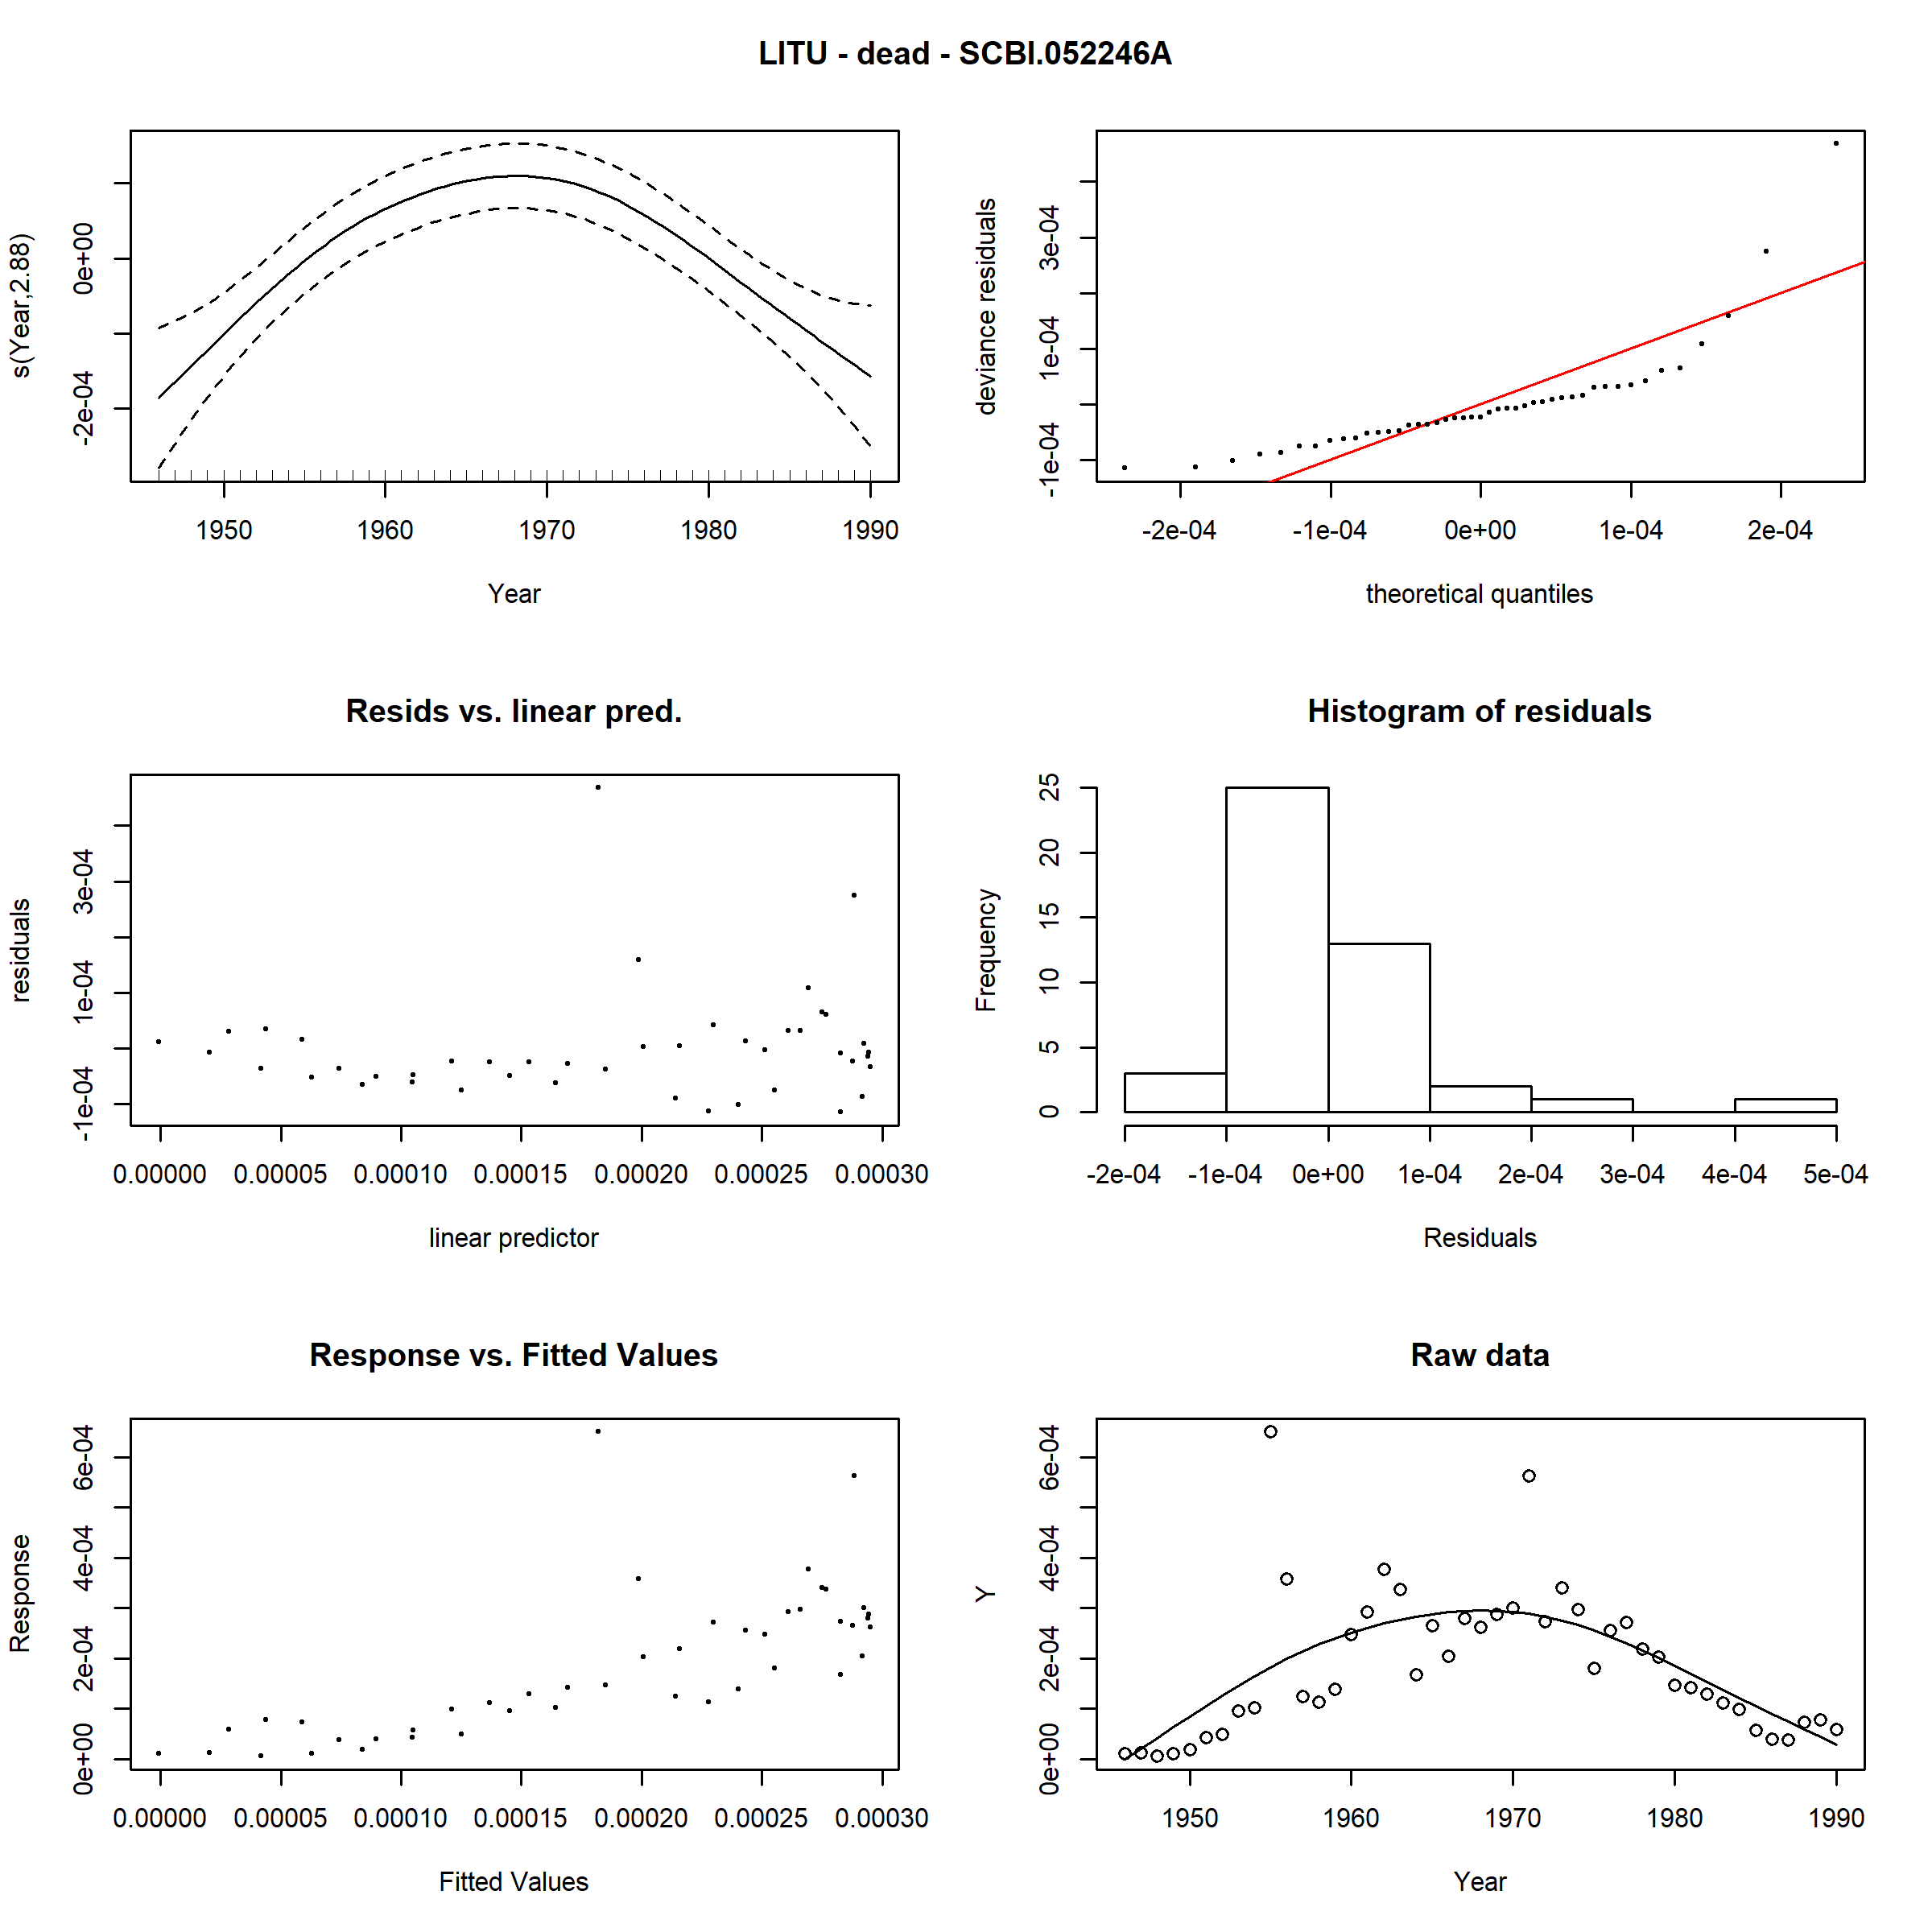 LITU - dead - SCBI.052246A
s(Year,2.88)
-2e-04 0e+00
1950 1960 1970 1980 1990
Year
deviance residuals
-1e-04 1e-04 3e-04
-2e-04 -1e-04 0e+00 1e-04 2e-04
theoretical quantiles
Resids vs. linear pred.
residuals
-1e-04 1e-04 3e-04
0.00000 0.00005 0.00010 0.00015 0.00020 0.00025 0.00030
linear predictor
Histogram of residuals
Frequency
0 5 10 15 20 25
-2e-04 -1e-04 0e+00 1e-04 2e-04 3e-04 4e-04 5e-04
Residuals
Response vs. Fitted Values
Response
0e+00 2e-04 4e-04 6e-04
0.00000 0.00005 0.00010 0.00015 0.00020 0.00025 0.00030
Fitted Values
Raw data
Y
0e+00 2e-04 4e-04 6e-04
1950 1960 1970 1980 1990
Year